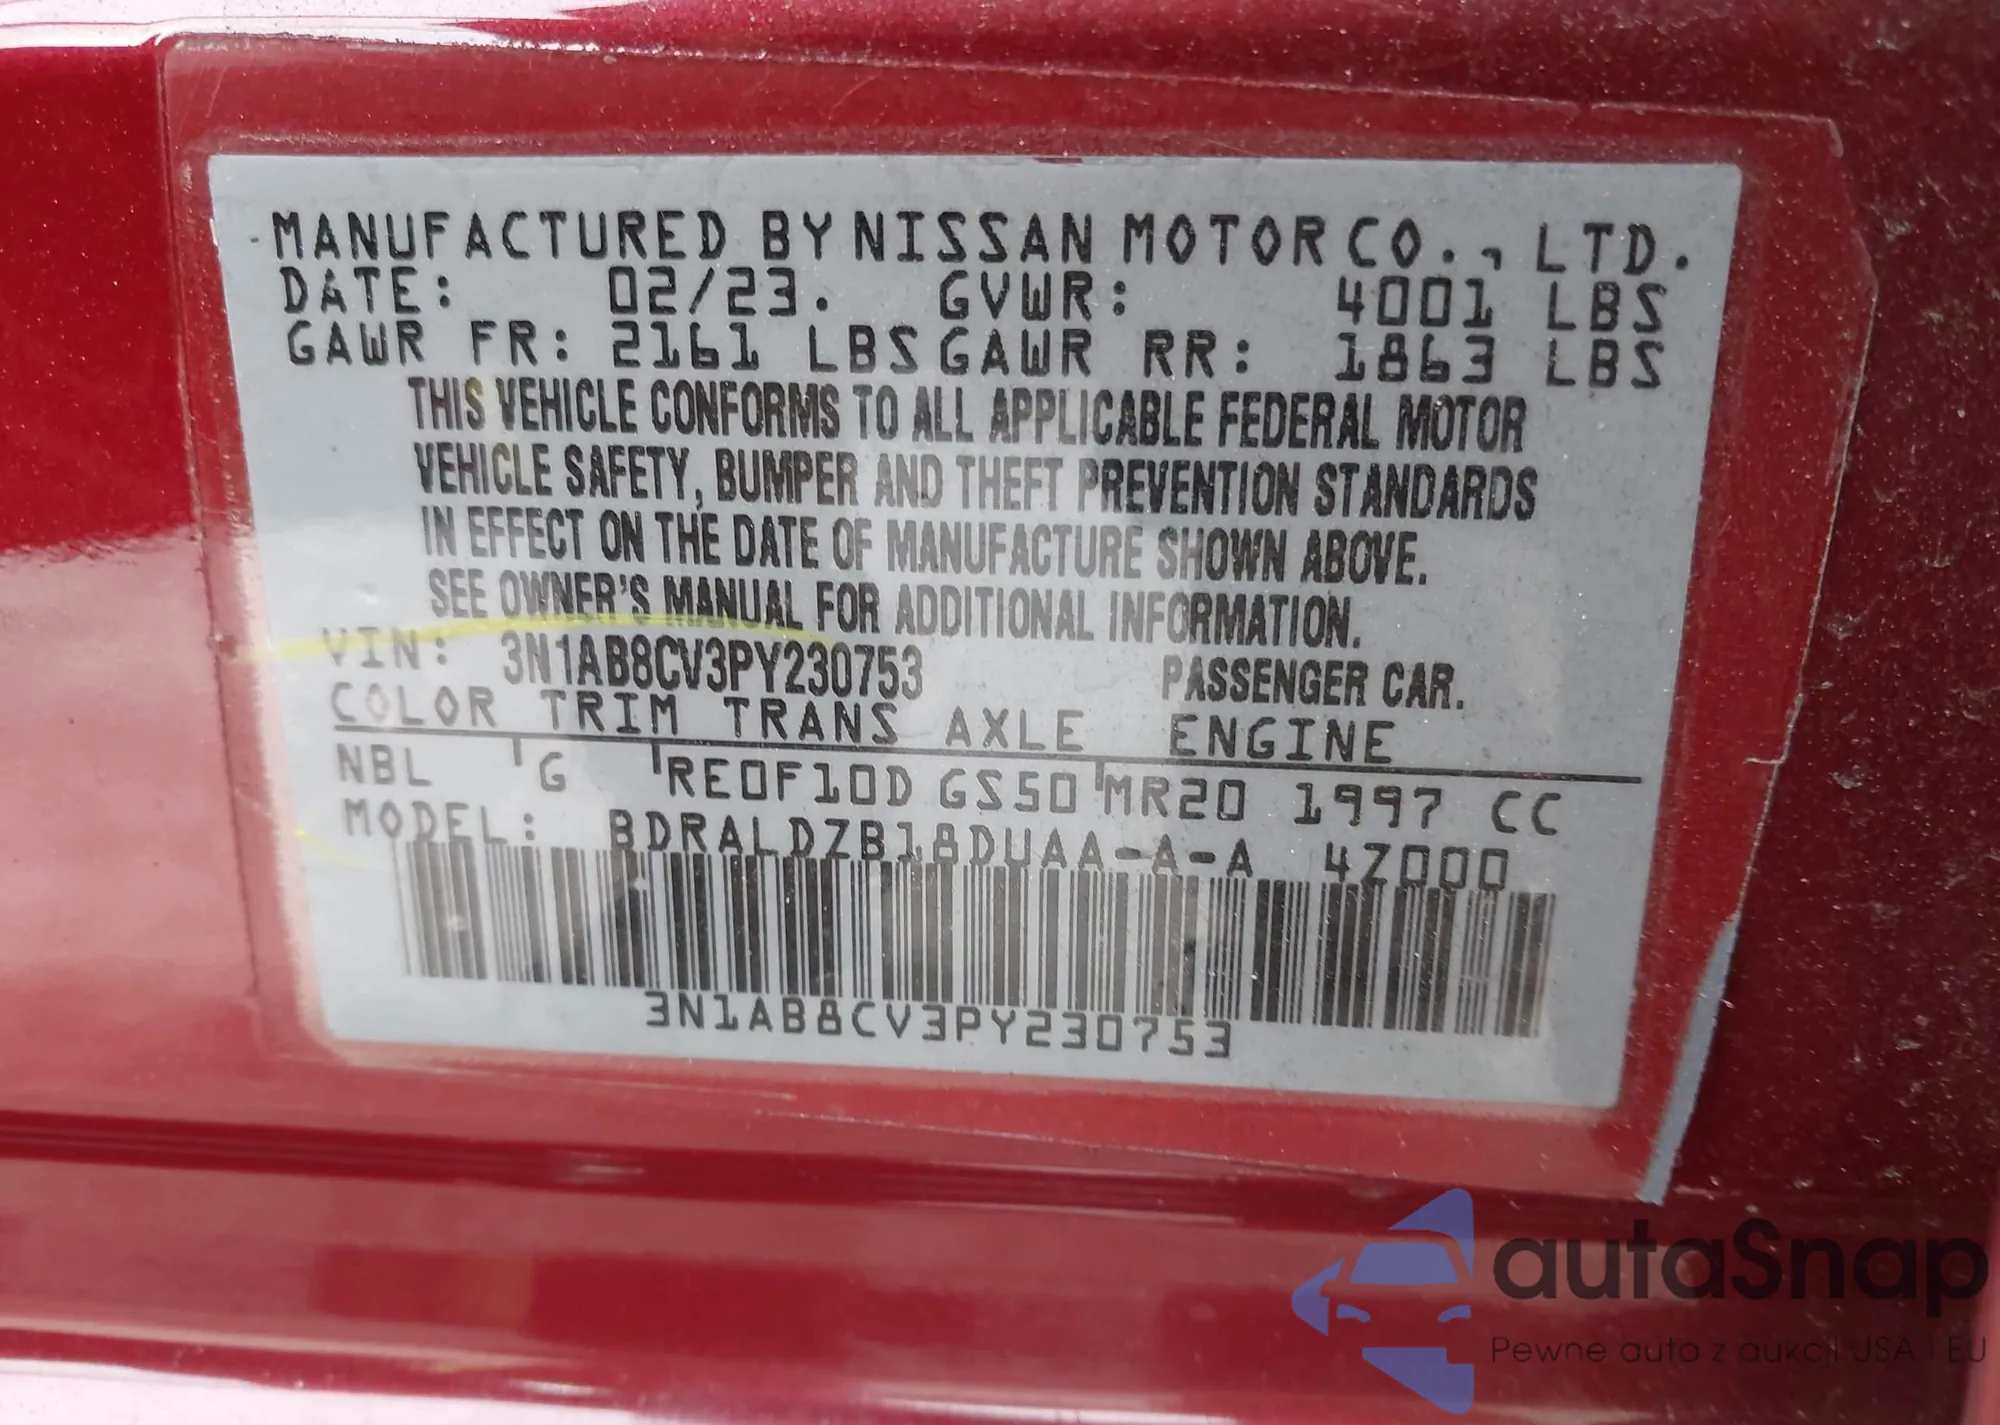 MANUFACTURED BY NISSAN MOTOR CO., LTD.
DATE: 02/23. GVWR: 4001 LBS
GAWR FR: 2161 LBS GAWR RR: 1863 LBS
THIS VEHICLE CONFORMS TO ALL APPLICABLE FEDERAL MOTOR
VEHICLE SAFETY, BUMPER AND THEFT PREVENTION STANDARDS
IN EFFECT ON THE DATE OF MANUFACTURE SHOWN ABOVE.
SEE OWNER'S MANUAL FOR ADDITIONAL INFORMATION.
VIN: 3N1AB8CV3PY230753 PASSENGER CAR.
COLOR TRIM TRANS AXLE ENGINE
NBL G RE0F10D GS50 MR20 1997 CC
MODEL: BDRALDZB18DUAA-A-A 4Z000
3N1AB8CV3PY230753
autaSnap
Pewne auta z aukcji USA i EU